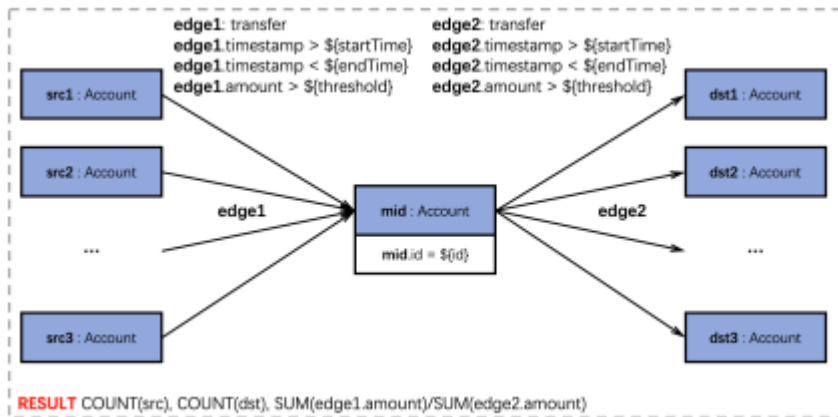 edge1: transfer
edge1.timestamp > ${startTime}
edge1.timestamp < ${endTime}
edge1.amount > ${threshold}
edge2: transfer
edge2.timestamp > ${startTime}
edge2.timestamp < ${endTime}
edge2.amount > ${threshold}
src1 : Account
src2 : Account
...
src3 : Account
edge1
mid : Account
mid.id = ${id}
edge2
dst1 : Account
dst2 : Account
...
dst3 : Account
RESULT COUNT(src), COUNT(dst), SUM(edge1.amount)/SUM(edge2.amount)